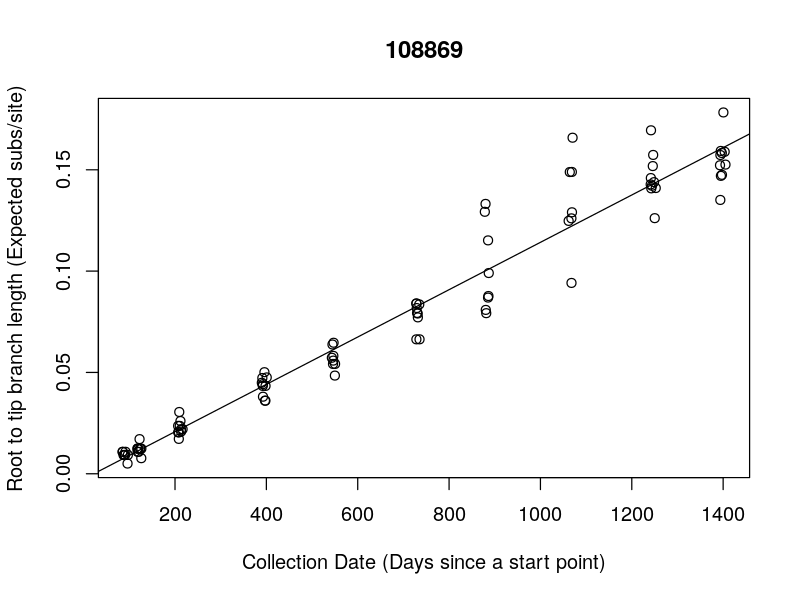 108869
Root to tip branch length (Expected subs/site)
0.15
0.10
0.05
0.00
200 400 600 800 1000 1200 1400
Collection Date (Days since a start point)